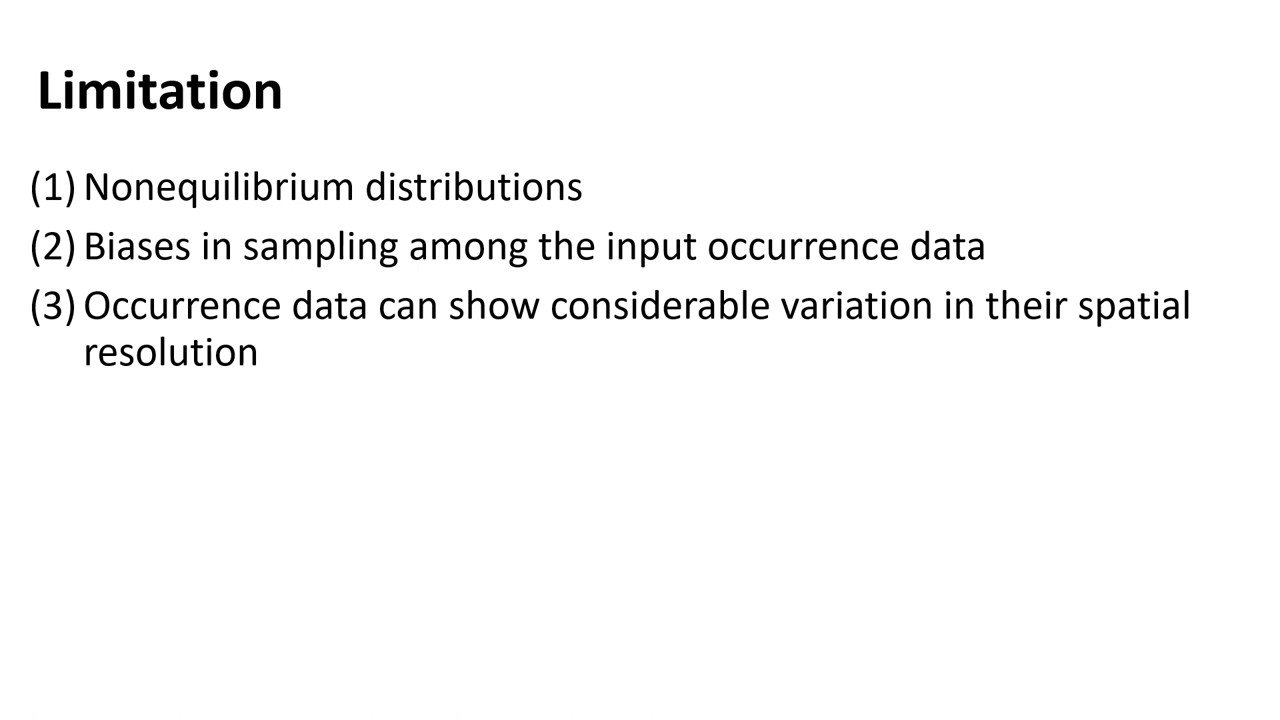 Limitation
(1) Nonequilibrium distributions
(2) Biases in sampling among the input occurrence data
(3) Occurrence data can show considerable variation in their spatial
resolution